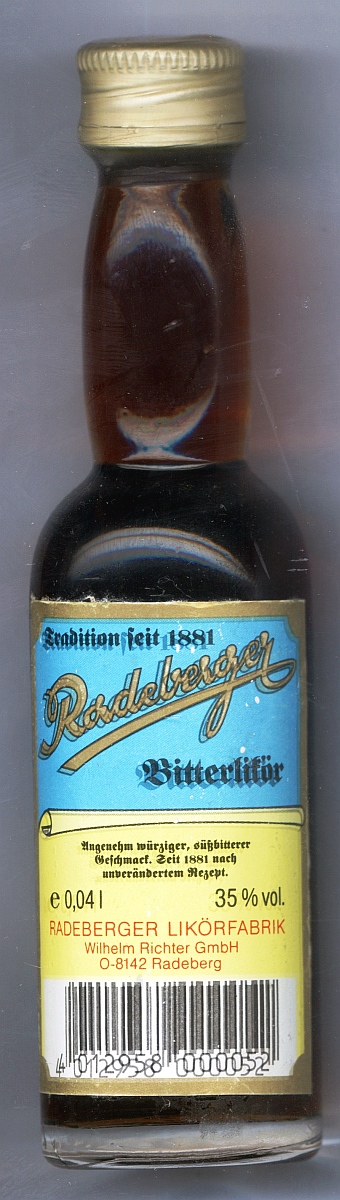 Tradition seit 1881
Radeberger
Bitterlikör
Angenehm würziger, süßbitterer
Geschmack. Seit 1881 nach
unverändertem Rezept.
e 0,04 l 35 % vol.
RADEBERGER LIKÖRFABRIK
Wilhelm Richter GmbH
O-8142 Radeberg
4 012958 000052